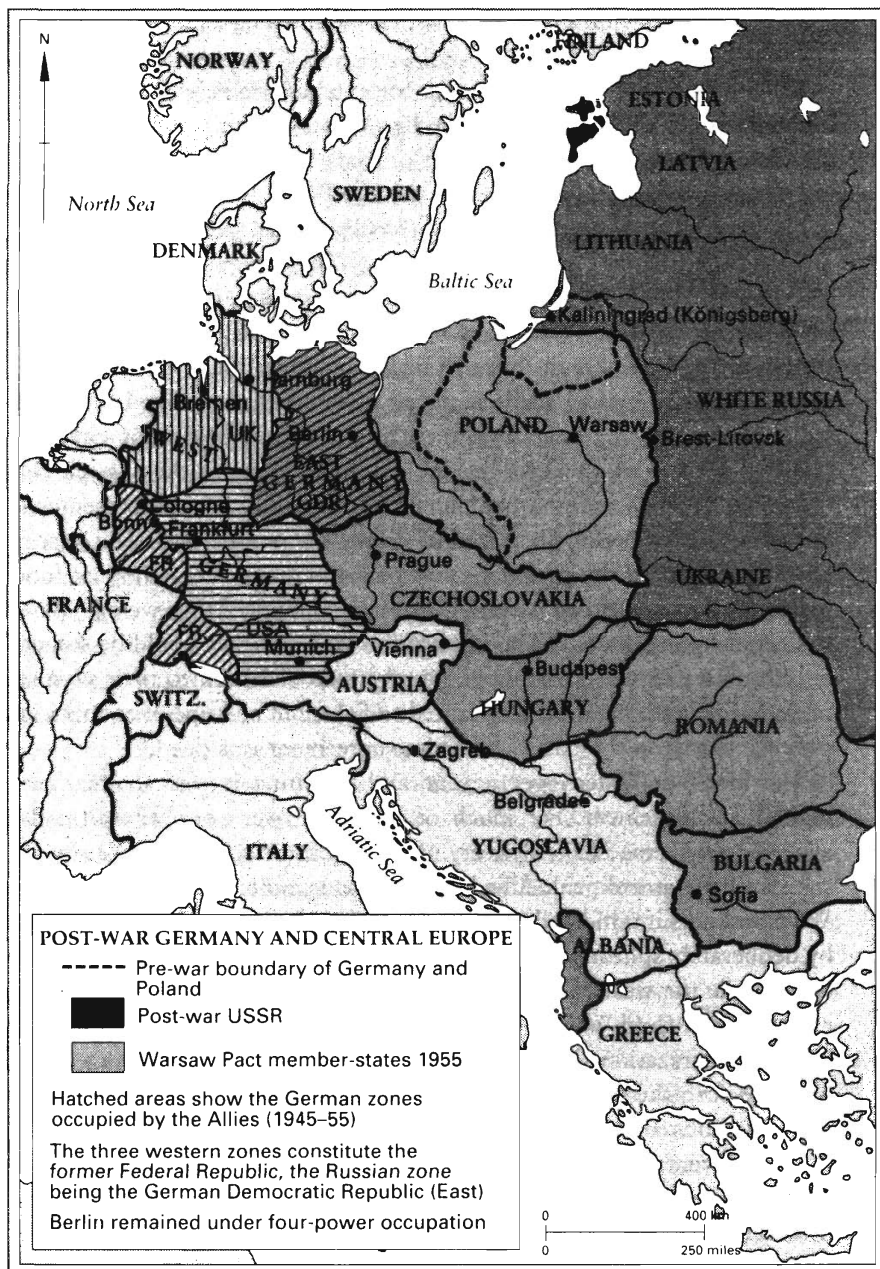 N
NORWAY
FINLAND
ESTONIA
LATVIA
North Sea
SWEDEN
LITHUANIA
DENMARK
Baltic Sea
Kaliningrad (Königsberg)
Hamburg
Bremen
WEST
UK
Berlin
EAST
GERMANY
(GDR)
POLAND
Warsaw
WHITE RUSSIA
Brest-Litovsk
Cologne
Bonn
Frankfurt
FR
GERMANY
Prague
UKRAINE
FRANCE
CZECHOSLOVAKIA
FR
USA
Munich
Vienna
Budapest
SWITZ.
AUSTRIA
HUNGARY
ROMANIA
Zagreb
Belgrade
Adriatic Sea
ITALY
YUGOSLAVIA
BULGARIA
Sofia
ALBANIA
GREECE
POST-WAR GERMANY AND CENTRAL EUROPE
Pre-war boundary of Germany and
Poland
Post-war USSR
Warsaw Pact member-states 1955
Hatched areas show the German zones
occupied by the Allies (1945–55)
The three western zones constitute the
former Federal Republic, the Russian zone
being the German Democratic Republic (East)
Berlin remained under four-power occupation
0 400 km
0 250 miles